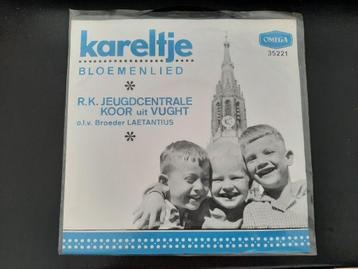 kareltje
OMEGA
35221
BLOEMENLIED
*
R.K. JEUGDCENTRALE
KOOR uit VUGHT
o.l.v. Broeder LAETANTIUS
*